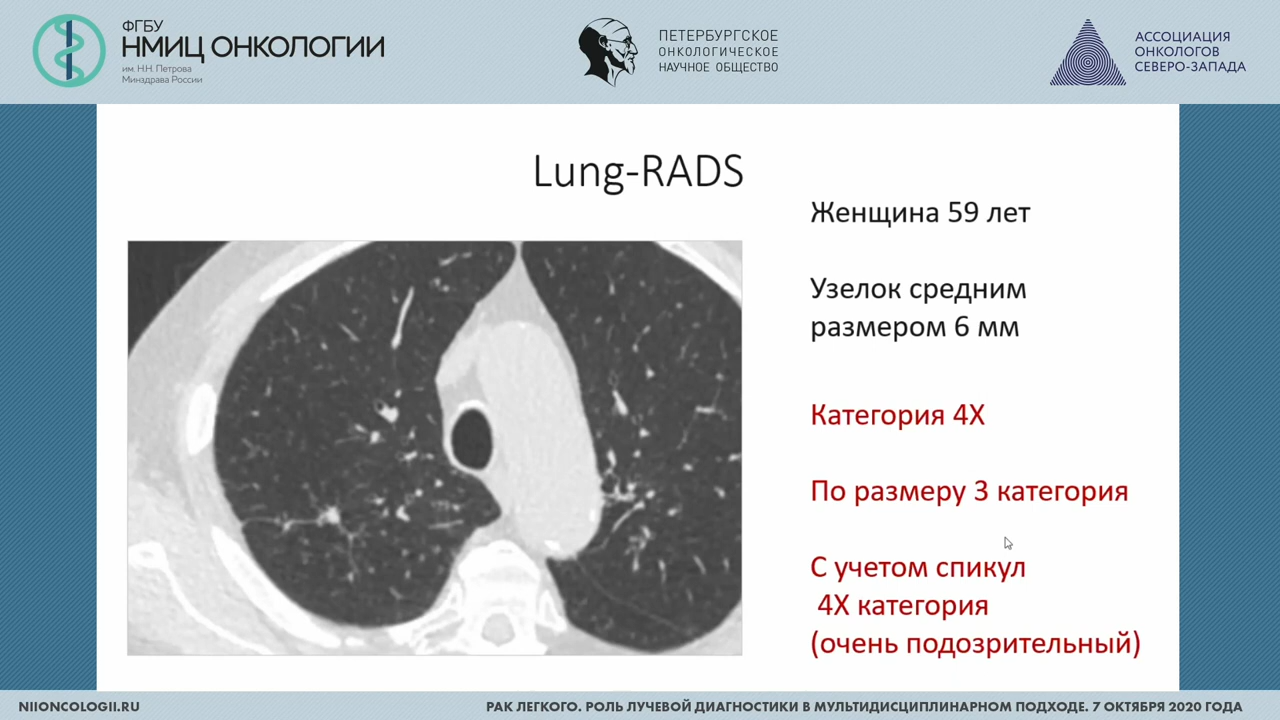 ФГБУ
НМИЦ ОНКОЛОГИИ
им. Н.Н. Петрова
Минздрава России
ПЕТЕРБУРГСКОЕ
ОНКОЛОГИЧЕСКОЕ
НАУЧНОЕ ОБЩЕСТВО
АССОЦИАЦИЯ
ОНКОЛОГОВ
СЕВЕРО-ЗАПАДА
Lung-RADS
Женщина 59 лет
Узелок средним
размером 6 мм
Категория 4X
По размеру 3 категория
С учетом спикул
4X категория
(очень подозрительный)
NIIONCOLOGII.RU
РАК ЛЕГКОГО. РОЛЬ ЛУЧЕВОЙ ДИАГНОСТИКИ В МУЛЬТИДИСЦИПЛИНАРНОМ ПОДХОДЕ. 7 ОКТЯБРЯ 2020 ГОДА